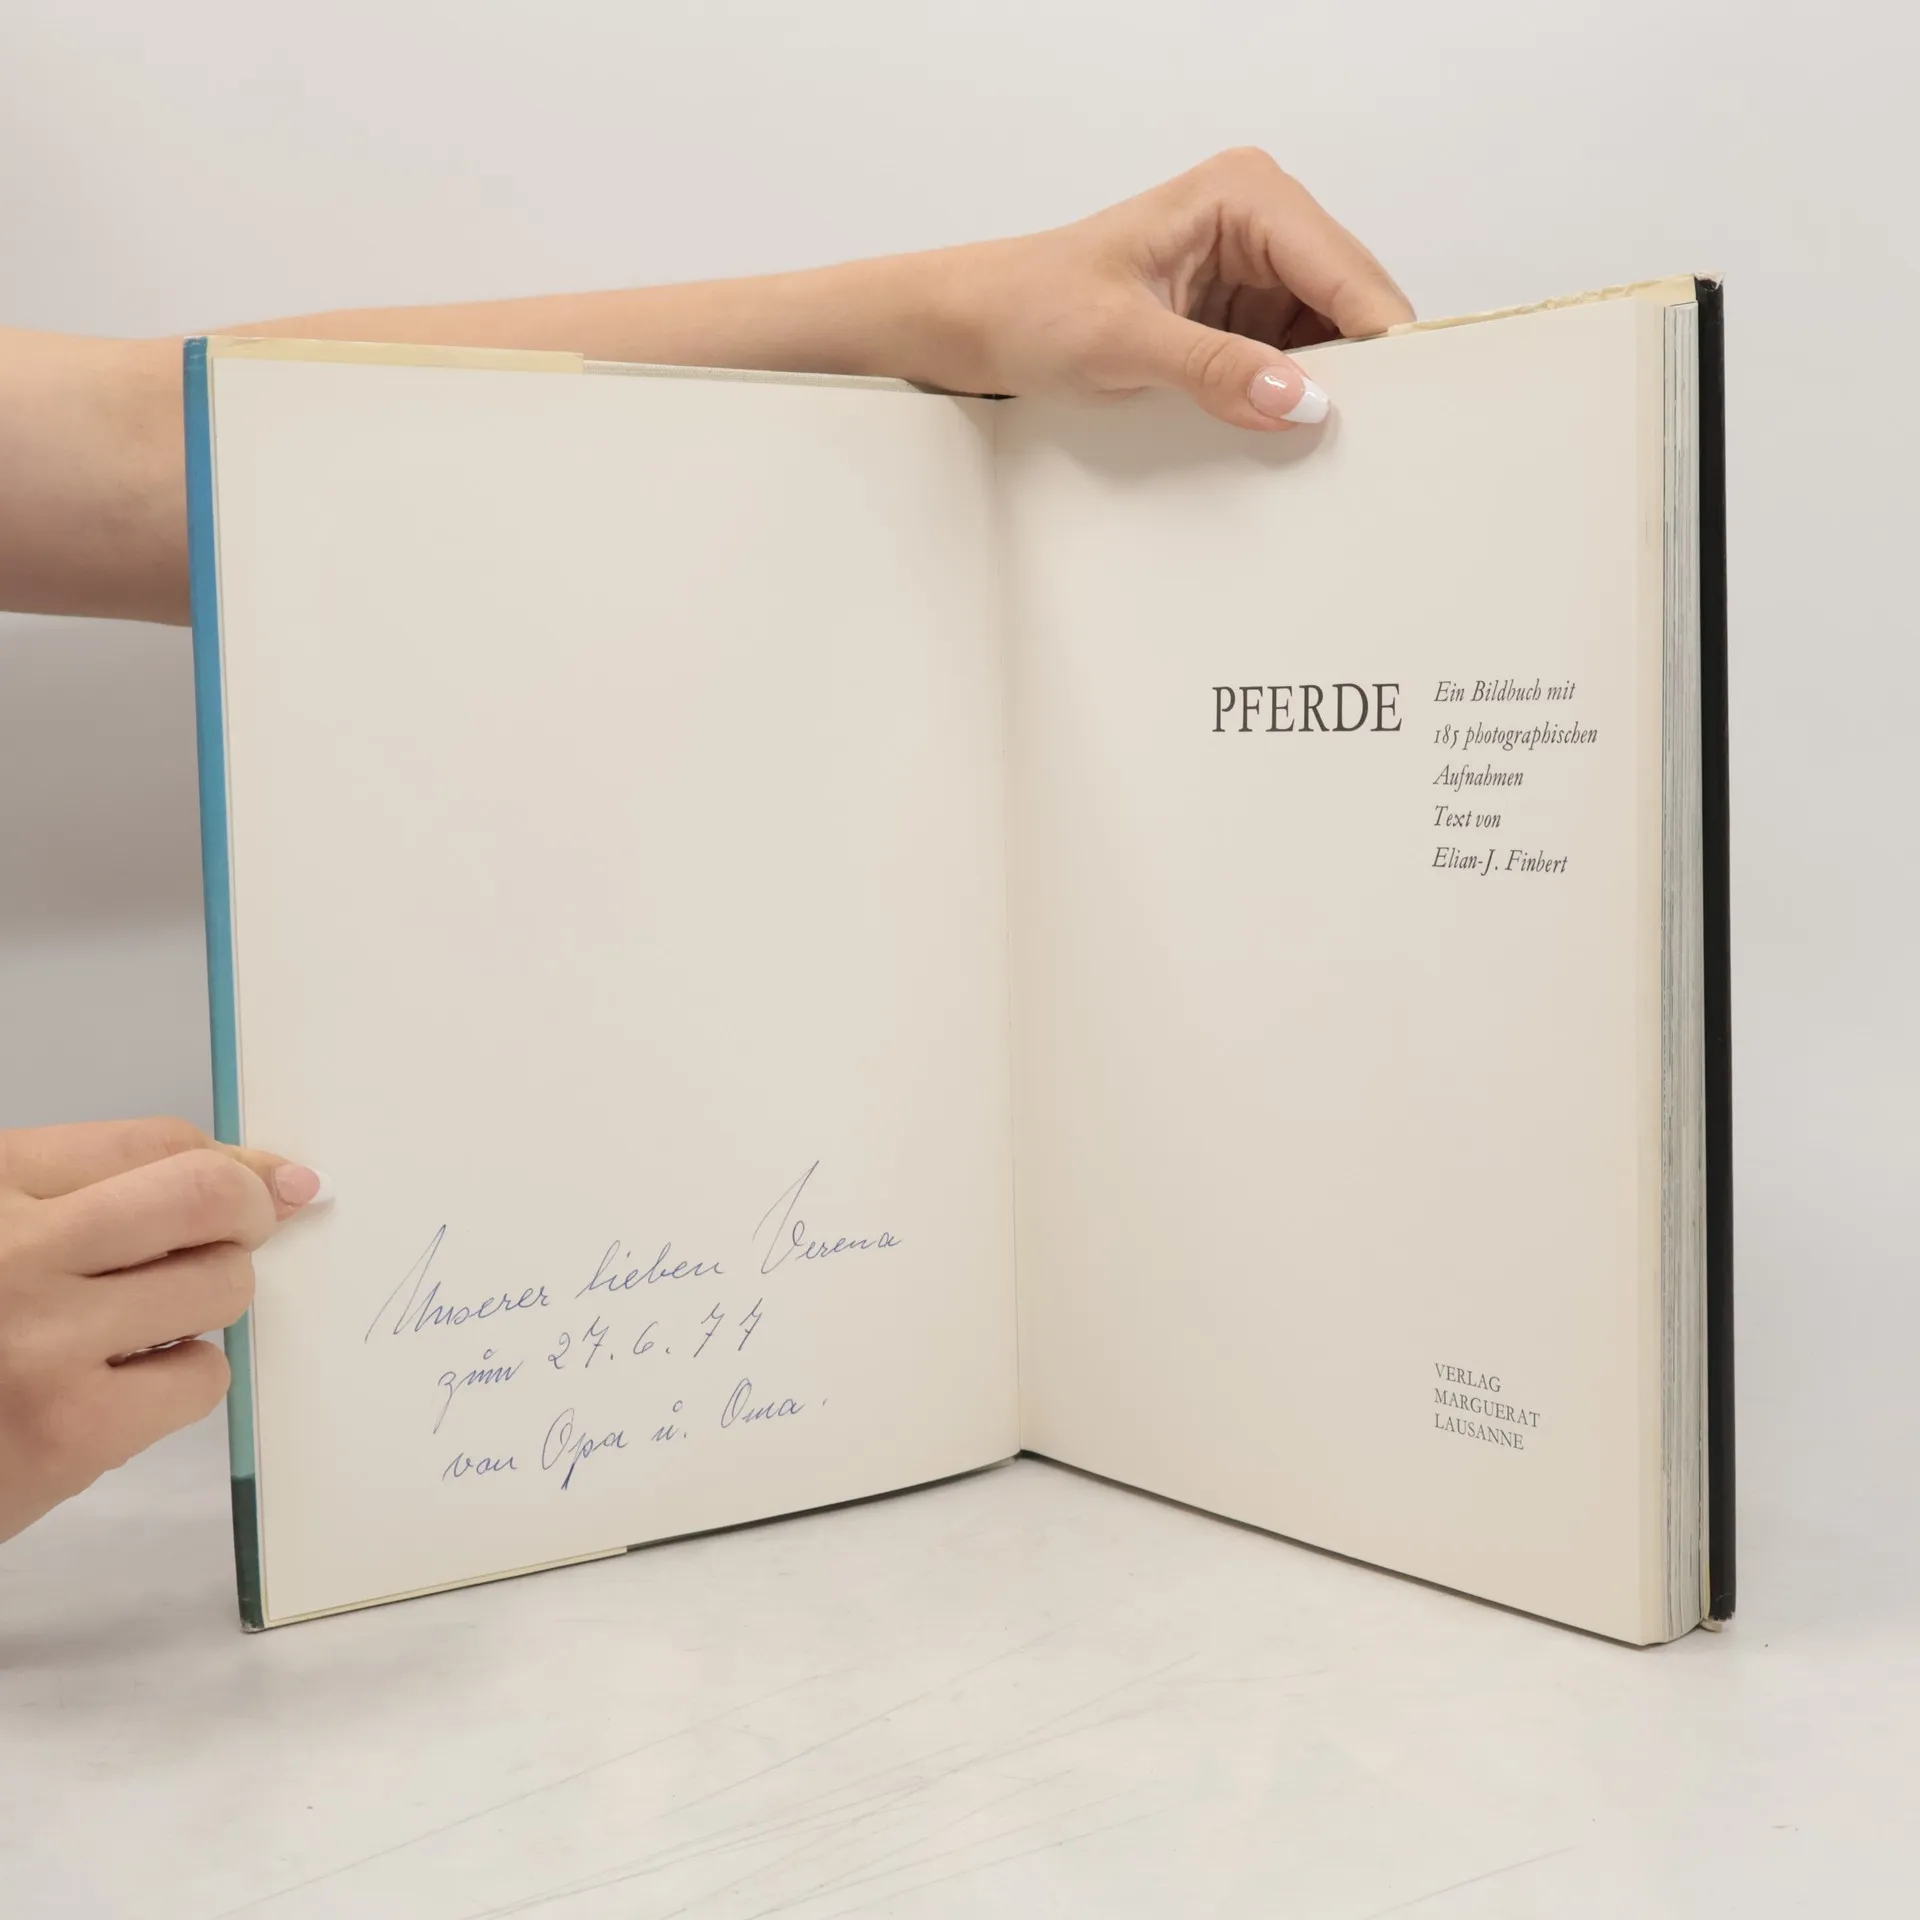 Unserer lieben Verena
zum 27.6.77
von Opa u. Oma.
PFERDE
Ein Bildbuch mit
185 photographischen
Aufnahmen
Text von
Elian-J. Finbert
VERLAG
MARGUERAT
LAUSANNE